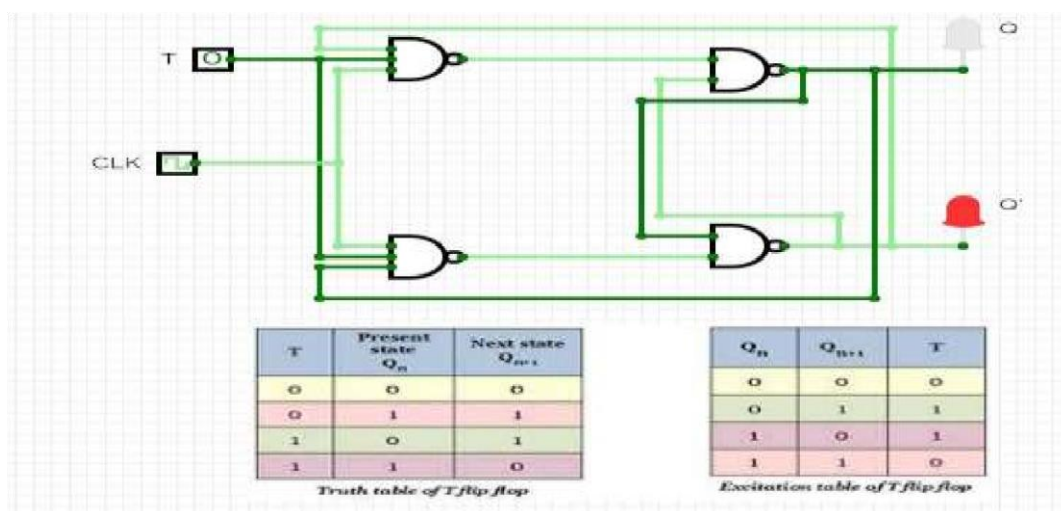 Q
T 0
CLK
Q'
T Present state Qn Next state Qn+1
0 0 0
0 1 1
1 0 1
1 1 0
Truth table of T flip flop
Qn Qn+1 T
0 0 0
0 1 1
1 0 1
1 1 0
Excitation table of T flip flop